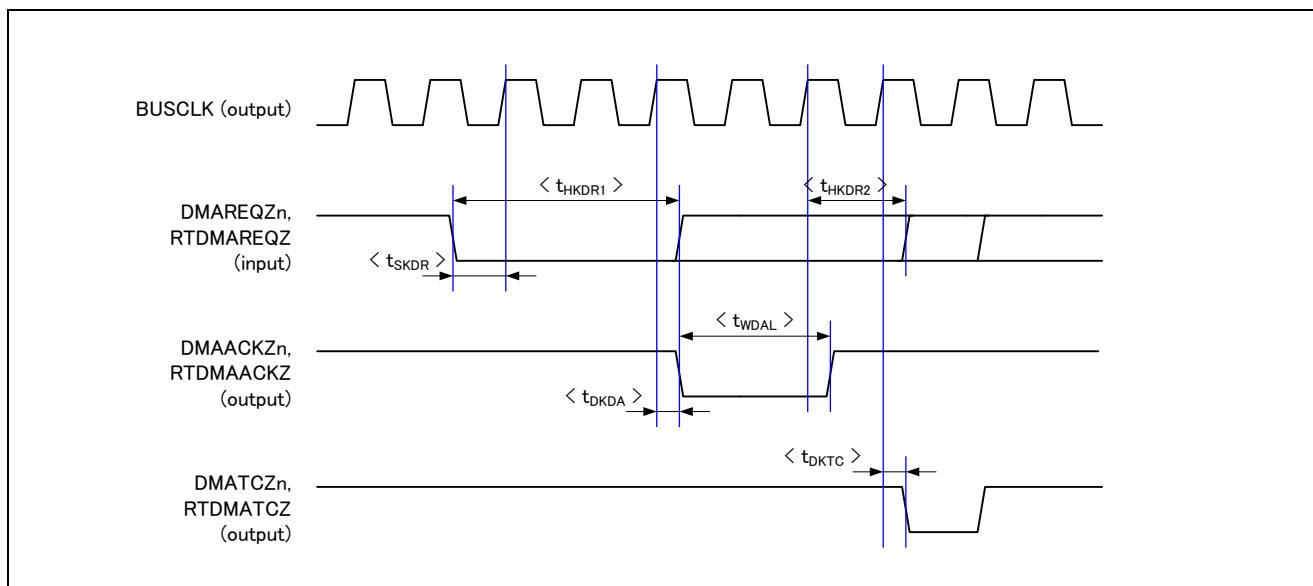 BUSCLK (output)
< tHKDR1 >
< tHKDR2 >
DMAREQZn,
RTDMAREQZ
(input)
< tSKDR >
< tWDAL >
DMAACKZn,
RTDMAACKZ
(output)
< tDKDA >
< tDKTC >
DMATCZn,
RTDMATCZ
(output)